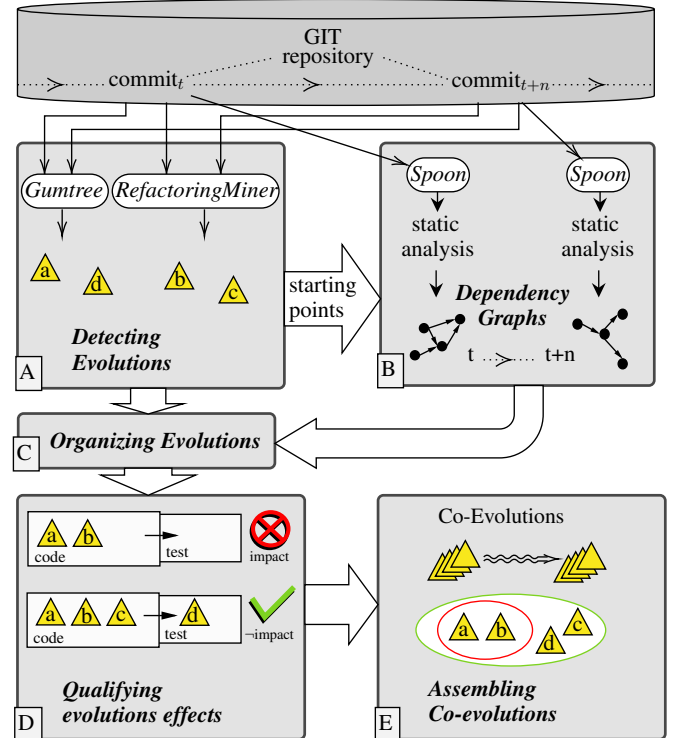 GIT
repository
commit_t
commit_{t+n}
Gumtree
RefactoringMiner
Spoon
Spoon
static
analysis
static
analysis
a
d
b
c
starting
points
Dependency
Graphs
t
t+n
Detecting
Evolutions
A
B
C
Organizing Evolutions
a
b
code
test
impact
a
b
c
d
code
test
¬impact
Qualifying
evolutions effects
D
Co-Evolutions
a
b
d
c
Assembling
Co-evolutions
E